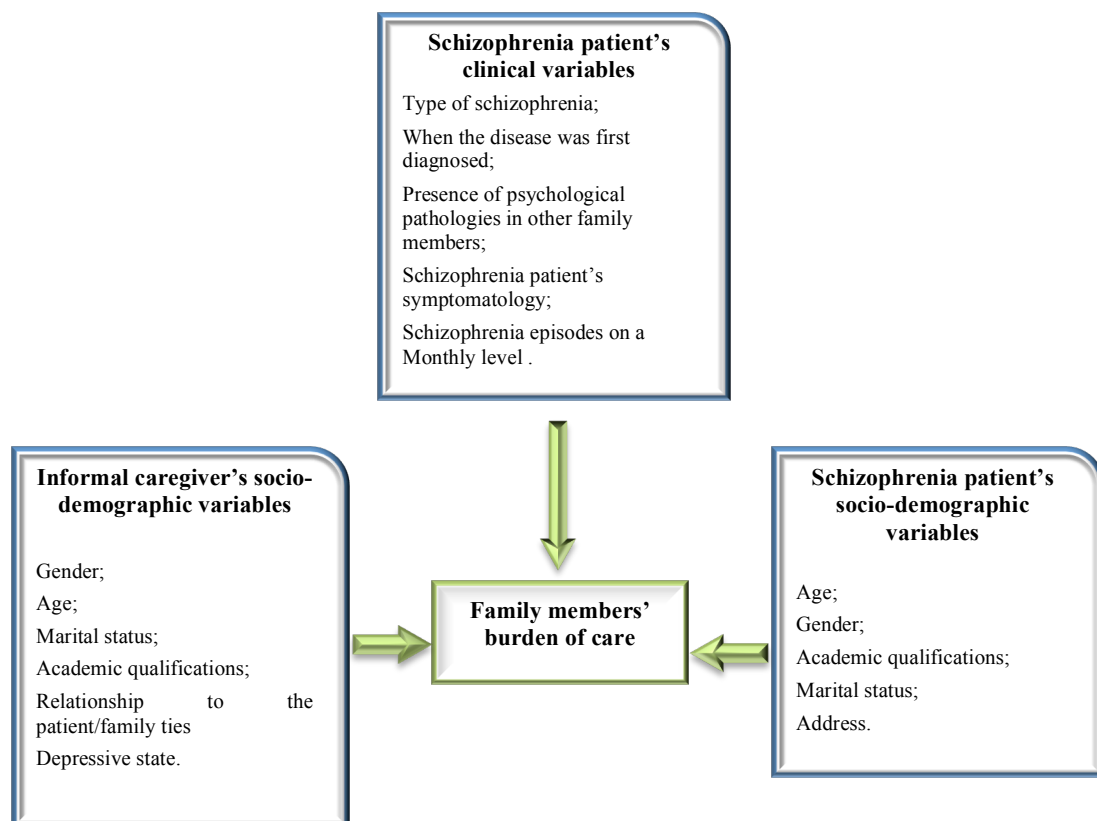 Schizophrenia patient's
clinical variables
Type of schizophrenia;
When the disease was first
diagnosed;
Presence of psychological
pathologies in other family
members;
Schizophrenia patient's
symptomatology;
Schizophrenia episodes on a
Monthly level .
Informal caregiver's socio-
demographic variables
Gender;
Age;
Marital status;
Academic qualifications;
Relationship to the
patient/family ties
Depressive state.
Family members'
burden of care
Schizophrenia patient's
socio-demographic
variables
Age;
Gender;
Academic qualifications;
Marital status;
Address.